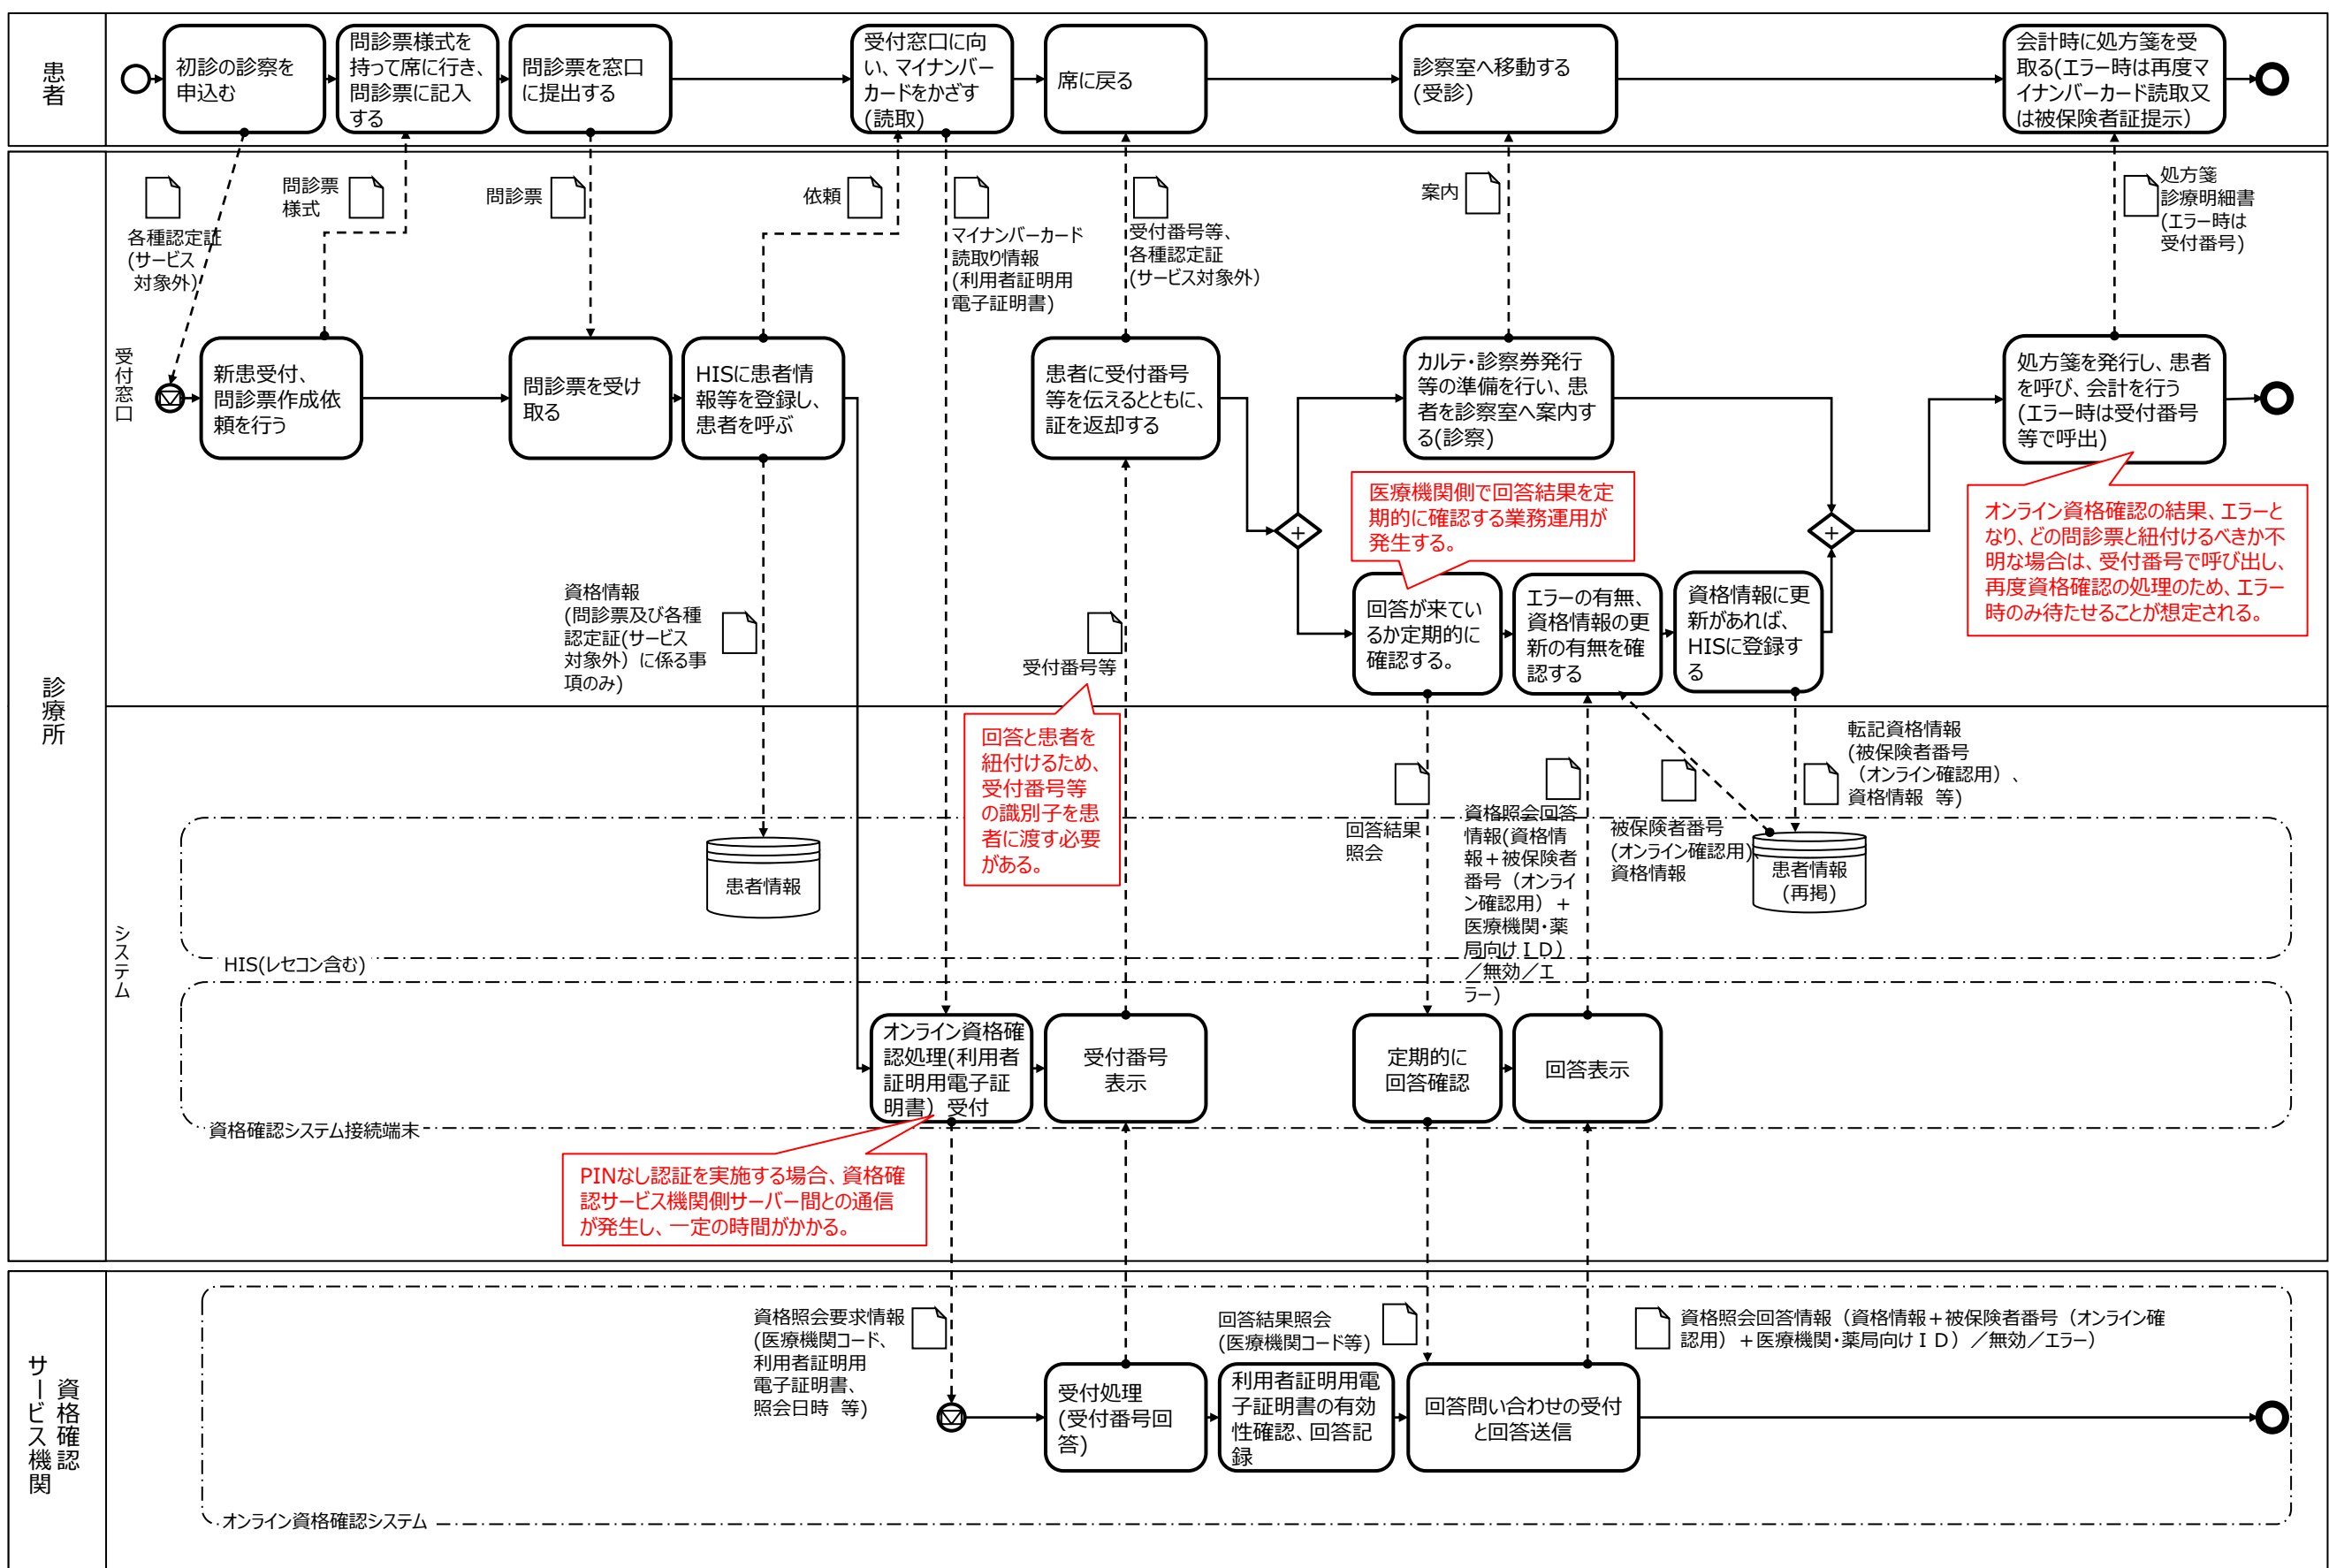 患者
初診の診察を
申込む
問診票様式を
持って席に行き、
問診票に記入
する
問診票を窓口
に提出する
受付窓口に向
い、マイナンバー
カードをかざす
(読取)
席に戻る
診察室へ移動する
(受診)
会計時に処方箋を受
取る(エラー時は再度マ
イナンバーカード読取又
は被保険者証提示)
診療所
受付窓口
各種認定証
(サービス
対象外)
問診票
様式
問診票
依頼
マイナンバーカード
読取り情報
(利用者証明用
電子証明書)
受付番号等、
各種認定証
(サービス対象外)
案内
処方箋
診療明細書
(エラー時は
受付番号)
新患受付、
問診票作成依
頼を行う
問診票を受け
取る
HISに患者情
報等を登録し、
患者を呼ぶ
患者に受付番号
等を伝えるとともに、
証を返却する
カルテ・診察券発行
等の準備を行い、患
者を診察室へ案内す
る(診察)
処方箋を発行し、患者
を呼び、会計を行う
(エラー時は受付番号
等で呼出)
医療機関側で回答結果を定
期的に確認する業務運用が
発生する。
オンライン資格確認の結果、エラーと
なり、どの問診票と紐付けるべきか不
明な場合は、受付番号で呼び出し、
再度資格確認の処理のため、エラー
時のみ待たせることが想定される。
+
+
資格情報
(問診票及び各種
認定証(サービス
対象外）に係る事
項のみ)
受付番号等
回答が来てい
るか定期的に
確認する。
エラーの有無、
資格情報の更
新の有無を確
認する
資格情報に更
新があれば、
HISに登録す
る
システム
回答と患者を
紐付けるため、
受付番号等
の識別子を患
者に渡す必要
がある。
回答結果
照会
資格照会回答
情報(資格情
報＋被保険者
番号（オンライ
ン確認用）＋
医療機関・薬
局向けＩＤ）
／無効／エ
ラー)
被保険者番号
(オンライン確認用)、
資格情報
転記資格情報
(被保険者番号
（オンライン確認用）、
資格情報 等)
患者情報
患者情報
(再掲)
HIS(レセコン含む)
オンライン資格確
認処理(利用者
証明用電子証
明書）受付
受付番号
表示
定期的に
回答確認
回答表示
資格確認システム接続端末
PINなし認証を実施する場合、資格確
認サービス機関側サーバー間との通信
が発生し、一定の時間がかかる。
資格確認
サービス機関
資格照会要求情報
(医療機関コード、
利用者証明用
電子証明書、
照会日時 等)
回答結果照会
(医療機関コード等)
資格照会回答情報（資格情報＋被保険者番号（オンライン確
認用）＋医療機関・薬局向けＩＤ）／無効／エラー）
受付処理
(受付番号回
答)
利用者証明用電
子証明書の有効
性確認、回答記
録
回答問い合わせの受付
と回答送信
オンライン資格確認システム